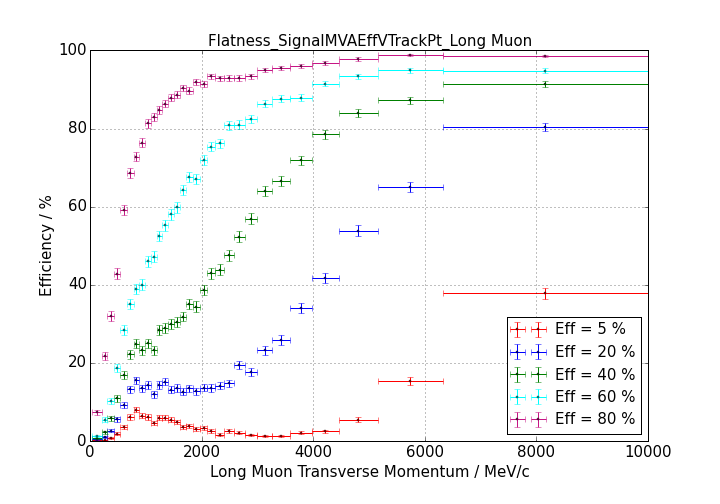 Flatness_SignalMVAEffVTrackPt_Long Muon
100
80
60
40
20
0
Efficiency / %
0 2000 4000 6000 8000 10000
Long Muon Transverse Momentum / MeV/c
Eff = 5 %
Eff = 20 %
Eff = 40 %
Eff = 60 %
Eff = 80 %